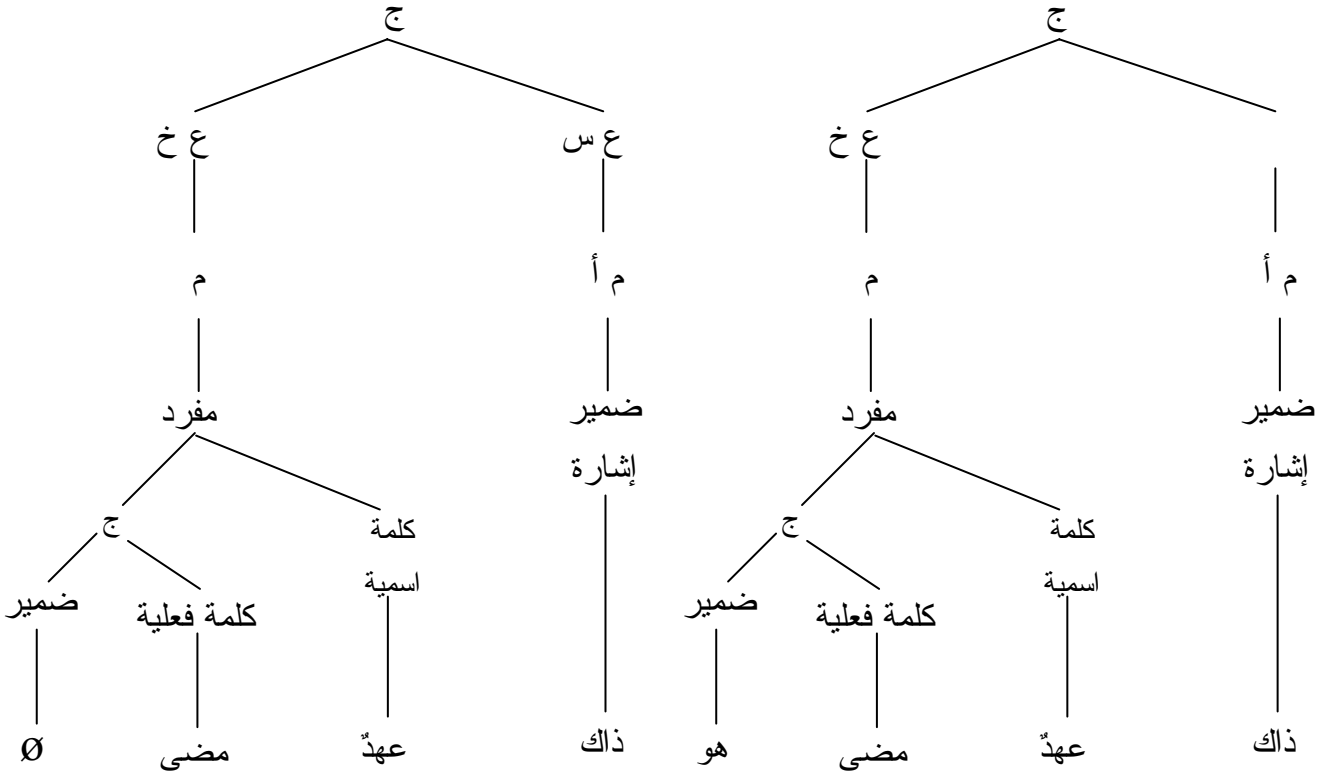 ج ج
ع خ ع س ع خ
م أ م م أ م
ضمير مفرد ضمير مفرد
إشارة إشارة
كلمة ج كلمة ج
اسمية اسمية
كلمة فعلية ضمير كلمة فعلية ضمير
ذاك عهدٌ مضى هو ذاك عهدٌ مضى Ø